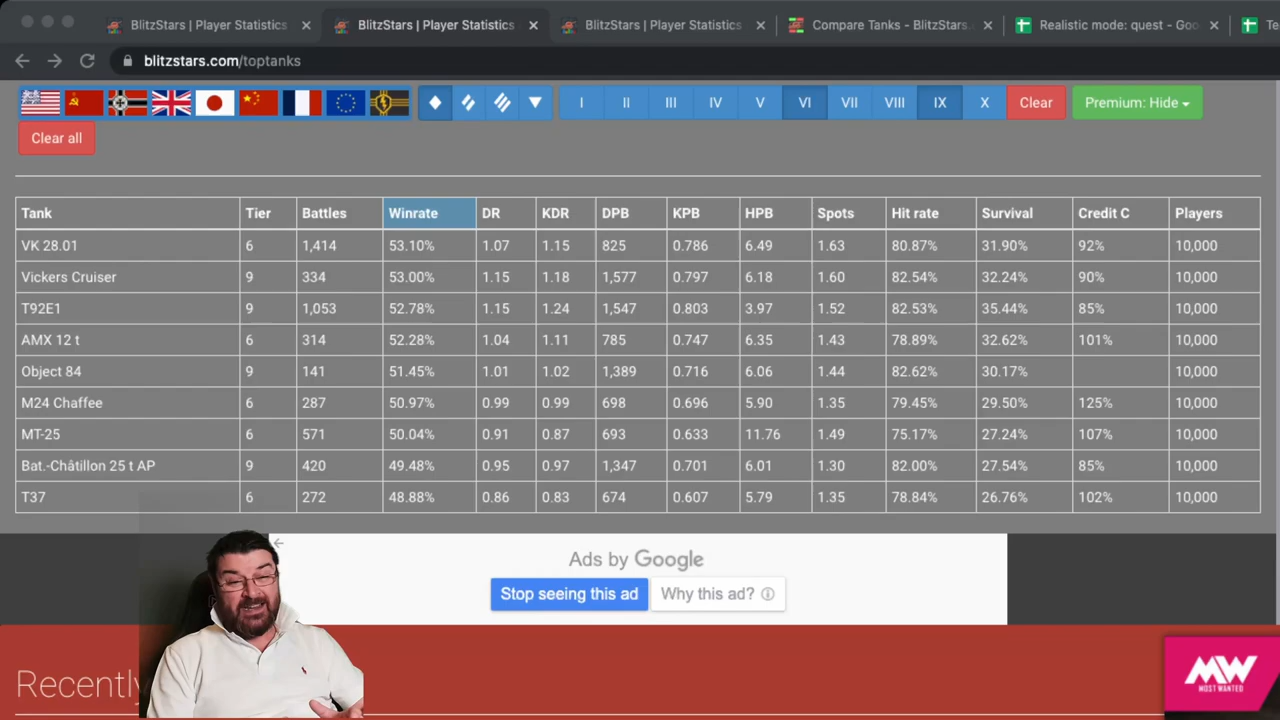 BlitzStars | Player Statistics × BlitzStars | Player Statistics × BlitzStars | Player Statistics × Compare Tanks - BlitzStars. × Realistic mode: quest - Goo × Te
blitzstars.com/toptanks
I II III IV V VI VII VIII IX X Clear Premium: Hide
Clear all
Tank Tier Battles Winrate DR KDR DPB KPB HPB Spots Hit rate Survival Credit C Players
VK 28.01 6 1,414 53.10% 1.07 1.15 825 0.786 6.49 1.63 80.87% 31.90% 92% 10,000
Vickers Cruiser 9 334 53.00% 1.15 1.18 1,577 0.797 6.18 1.60 82.54% 32.24% 90% 10,000
T92E1 9 1,053 52.78% 1.15 1.24 1,547 0.803 3.97 1.52 82.53% 35.44% 85% 10,000
AMX 12 t 6 314 52.28% 1.04 1.11 785 0.747 6.35 1.43 78.89% 32.62% 101% 10,000
Object 84 9 141 51.45% 1.01 1.02 1,389 0.716 6.06 1.44 82.62% 30.17% 10,000
M24 Chaffee 6 287 50.97% 0.99 0.99 698 0.696 5.90 1.35 79.45% 29.50% 125% 10,000
MT-25 6 571 50.04% 0.91 0.87 693 0.633 11.76 1.49 75.17% 27.24% 107% 10,000
Bat.-Châtillon 25 t AP 9 420 49.48% 0.95 0.97 1,347 0.701 6.01 1.30 82.00% 27.54% 85% 10,000
T37 6 272 48.88% 0.86 0.83 674 0.607 5.79 1.35 78.84% 26.76% 102% 10,000
Ads by Google
Stop seeing this ad Why this ad?
Recently
MW
MOST WANTED